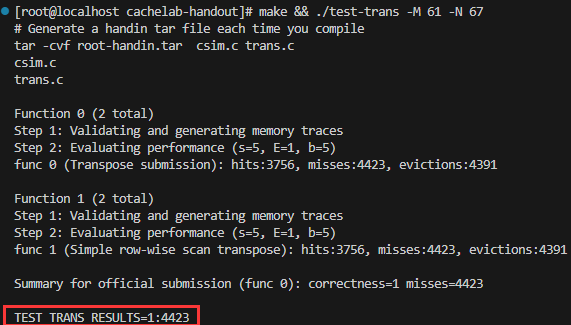 [root@localhost cachelab-handout]# make && ./test-trans -M 61 -N 67
# Generate a handin tar file each time you compile
tar -cvf root-handin.tar  csim.c trans.c
csim.c
trans.c

Function 0 (2 total)
Step 1: Validating and generating memory traces
Step 2: Evaluating performance (s=5, E=1, b=5)
func 0 (Transpose submission): hits:3756, misses:4423, evictions:4391

Function 1 (2 total)
Step 1: Validating and generating memory traces
Step 2: Evaluating performance (s=5, E=1, b=5)
func 1 (Simple row-wise scan transpose): hits:3756, misses:4423, evictions:4391

Summary for official submission (func 0): correctness=1 misses=4423

TEST_TRANS_RESULTS=1:4423